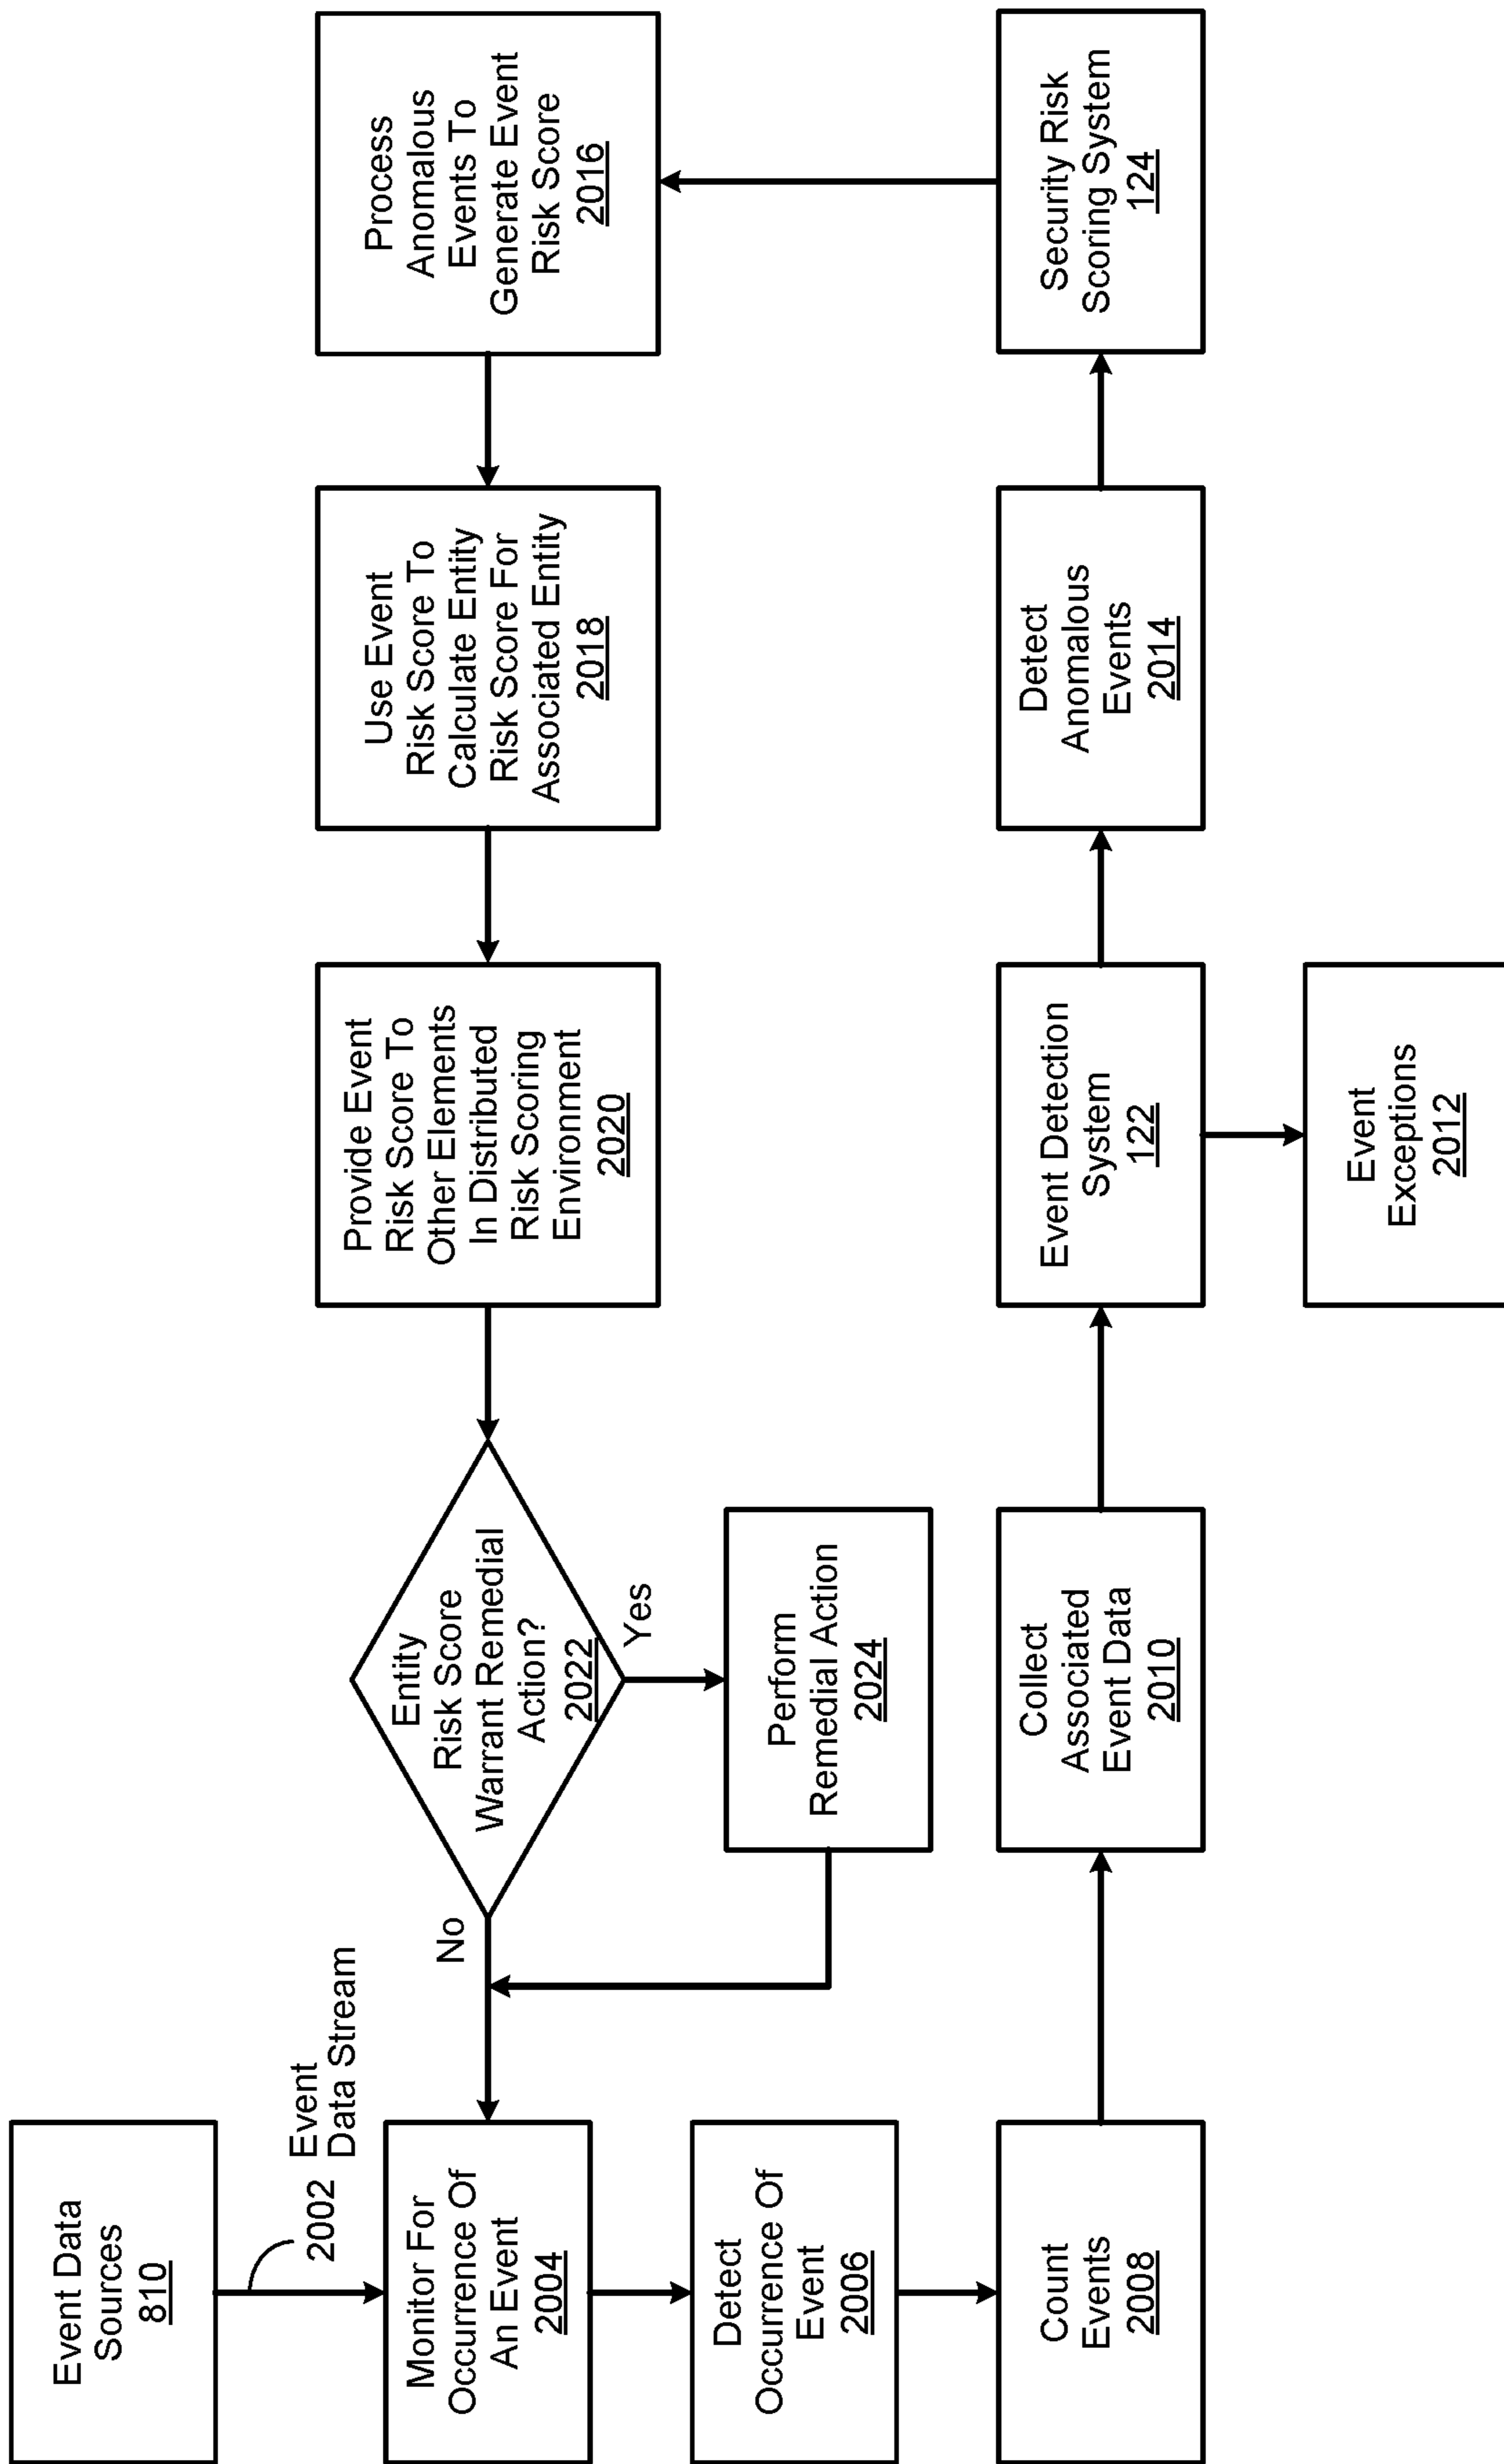 Event Data
Sources
810
Event
Data Stream
2002
Monitor For
Occurrence Of
An Event
2004
Detect
Occurrence Of
Event
2006
Count
Events
2008
Collect
Associated
Event Data
2010
Event Detection
System
122
Event
Exceptions
2012
Detect
Anomalous
Events
2014
Security Risk
Scoring System
124
Process
Anomalous
Events To
Generate Event
Risk Score
2016
Use Event
Risk Score To
Calculate Entity
Risk Score For
Associated Entity
2018
Provide Event
Risk Score To
Other Elements
In Distributed
Risk Scoring
Environment
2020
Entity
Risk Score
Warrant Remedial
Action?
2022
Yes
No
Perform
Remedial Action
2024